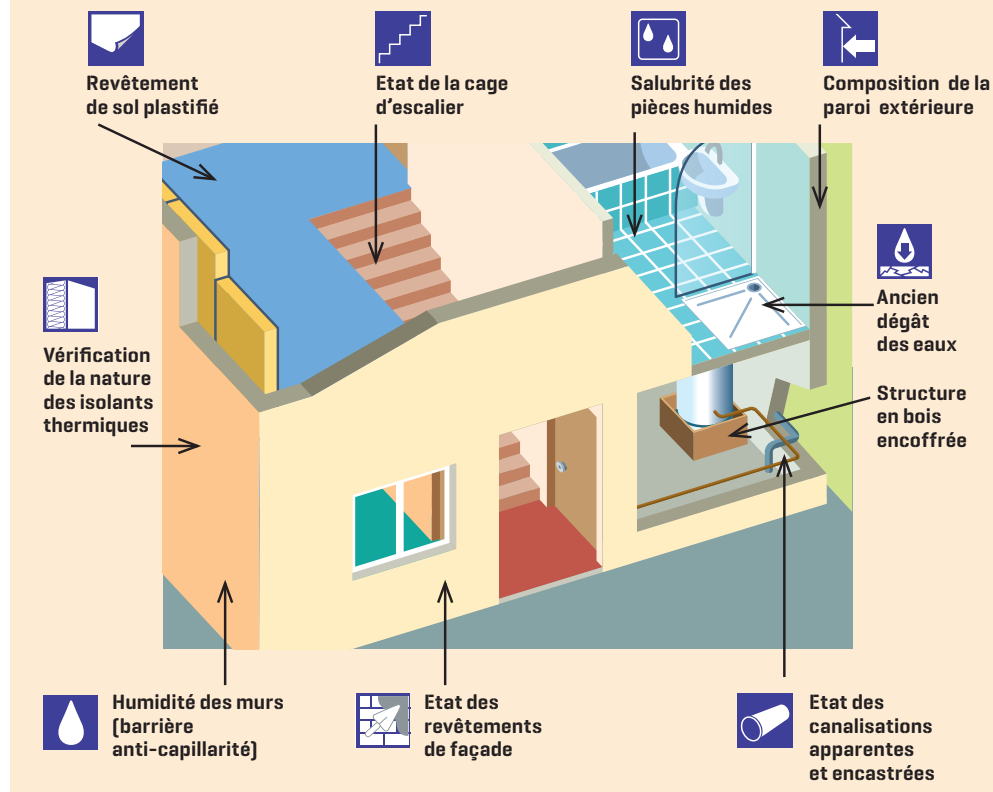 Revêtement
de sol plastifié
Etat de la cage
d'escalier
Salubrité des
pièces humides
Composition de la
paroi extérieure
Ancien
dégât
des eaux
Vérification
de la nature
des isolants
thermiques
Structure
en bois
encoffrée
Humidité des murs
(barrière
anti-capillarité)
Etat des
revêtements
de façade
Etat des
canalisations
apparentes
et encastrées